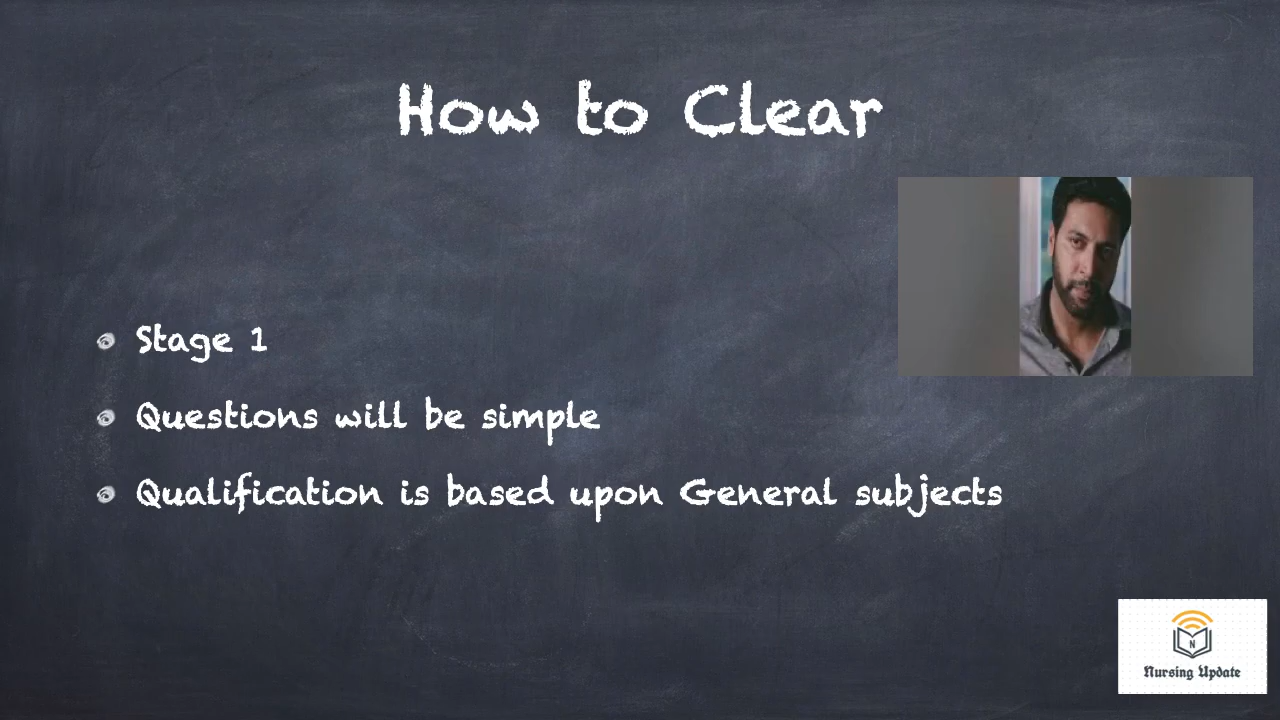 How to Clear
Stage 1
Questions will be simple
Qualification is based upon General subjects
N
Nursing Update